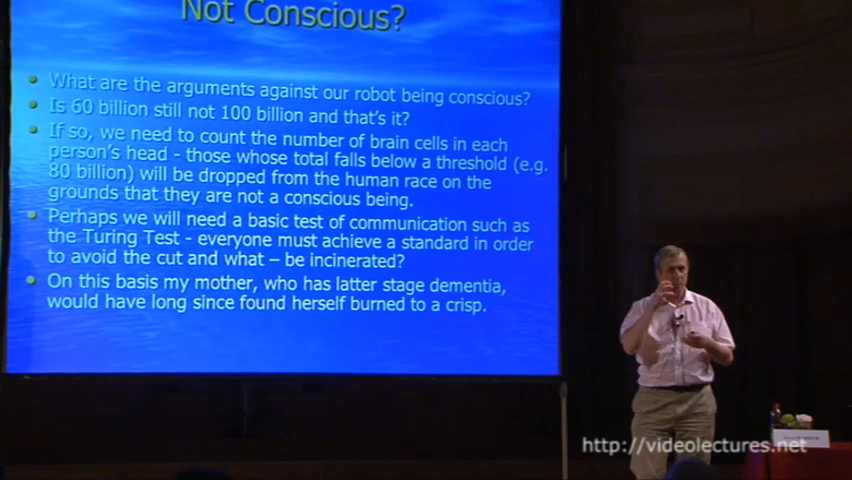 Not Conscious?
What are the arguments against our robot being conscious?
Is 60 billion still not 100 billion and that's it?
If so, we need to count the number of brain cells in each
person's head - those whose total falls below a threshold (e.g.
80 billion) will be dropped from the human race on the
grounds that they are not a conscious being.
Perhaps we will need a basic test of communication such as
the Turing Test - everyone must achieve a standard in order
to avoid the cut and what – be incinerated?
On this basis my mother, who has latter stage dementia,
would have long since found herself burned to a crisp.
http://videolectures.net